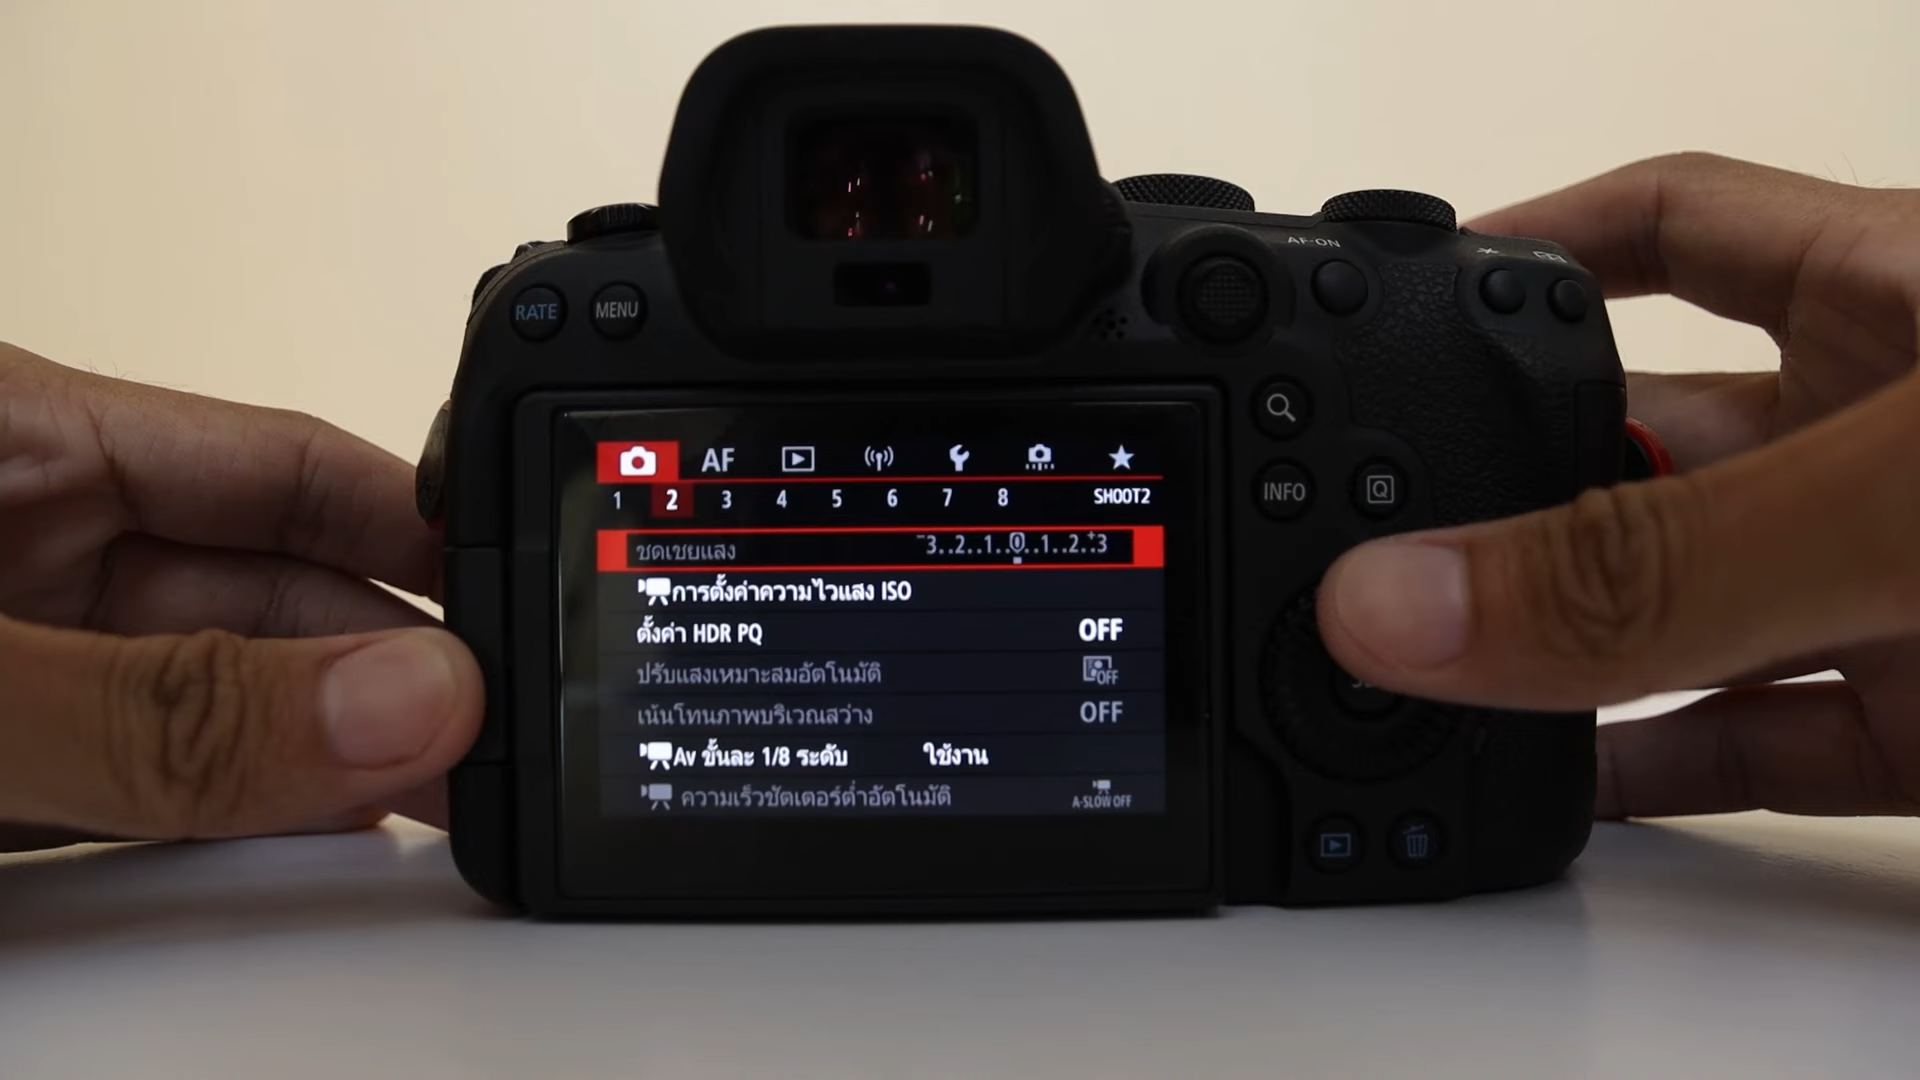 AF-ON
RATE MENU
AF
1 2 3 4 5 6 7 8 SHOOT2
INFO Q
ชดเชยแสง -3..2..1..0..1..2..+3
การตั้งค่าความไวแสง ISO
ตั้งค่า HDR PQ OFF
ปรับแสงเหมาะสมอัตโนมัติ OFF
เน้นโทนภาพบริเวณสว่าง OFF
Av ขั้นละ 1/8 ระดับ ใช้งาน
ความเร็วชัตเตอร์ต่ำอัตโนมัติ A-SLOW OFF